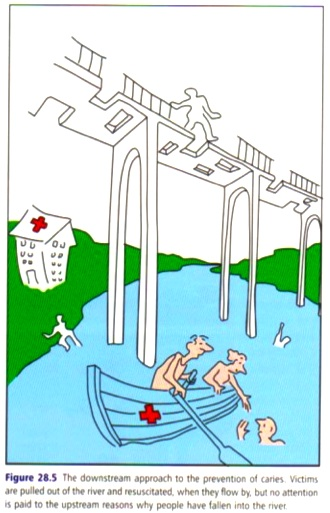 Figure 28.5 The downstream approach to the prevention of caries. Victims
are pulled out of the river and resuscitated, when they flow by, but no attention
is paid to the upstream reasons why people have fallen into the river.